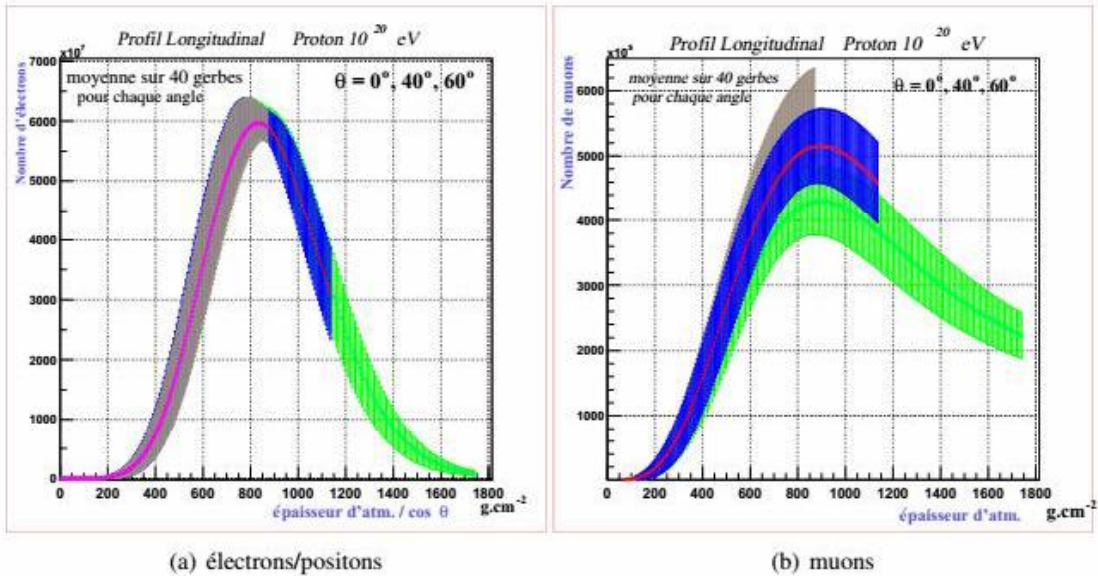 Profil Longitudinal Proton 10 20 eV
x10⁷
7000
6000
5000
4000
3000
2000
1000
0
moyenne sur 40 gerbes
pour chaque angle
θ = 0°, 40°, 60°
Nombre d'électrons
0 200 400 600 800 1000 1200 1400 1600 1800
épaisseur d'atm. / cos θ
g.cm⁻²
(a) électrons/positons
Profil Longitudinal Proton 10 20 eV
6000
5000
4000
3000
2000
1000
0
moyenne sur 40 gerbes
pour chaque angle
θ = 0°, 40°, 60°
Nombre de muons
0 200 400 600 800 1000 1200 1400 1600 1800
épaisseur d'atm.
g.cm⁻²
(b) muons